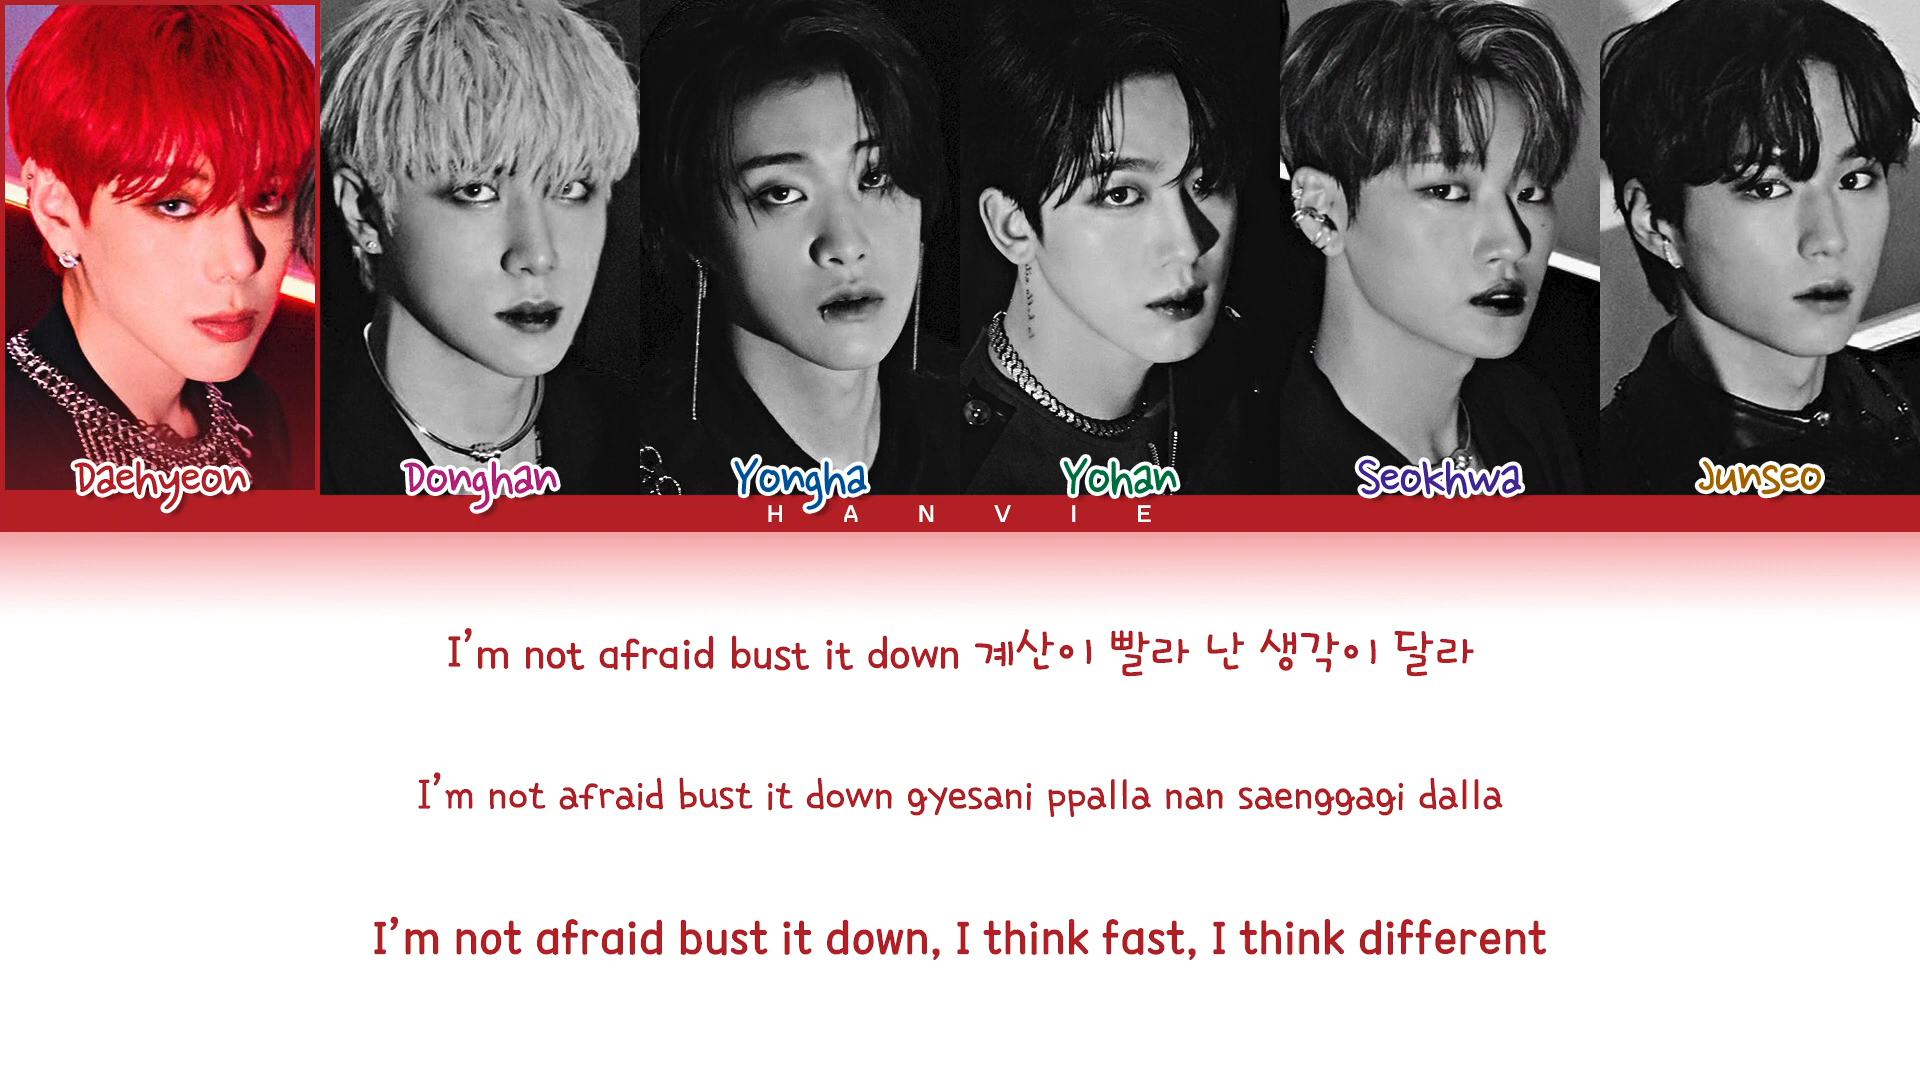 Daehyeon Donghan Yongha Yohan Seokhwa Junseo
HANVIE
I'm not afraid bust it down 계산이 빨라 난 생각이 달라
I'm not afraid bust it down gyesani ppalla nan saenggagi dalla
I'm not afraid bust it down, I think fast, I think different